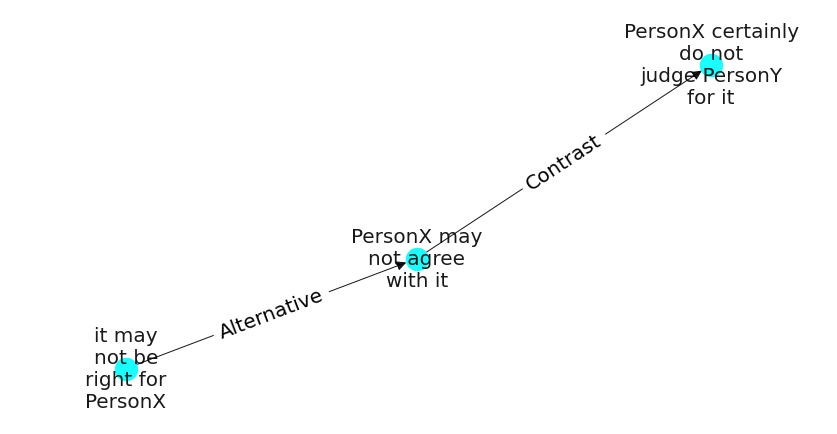 PersonX certainly
do not
judge PersonY
for it
Contrast
PersonX may
not agree
with it
Alternative
it may
not be
right for
PersonX